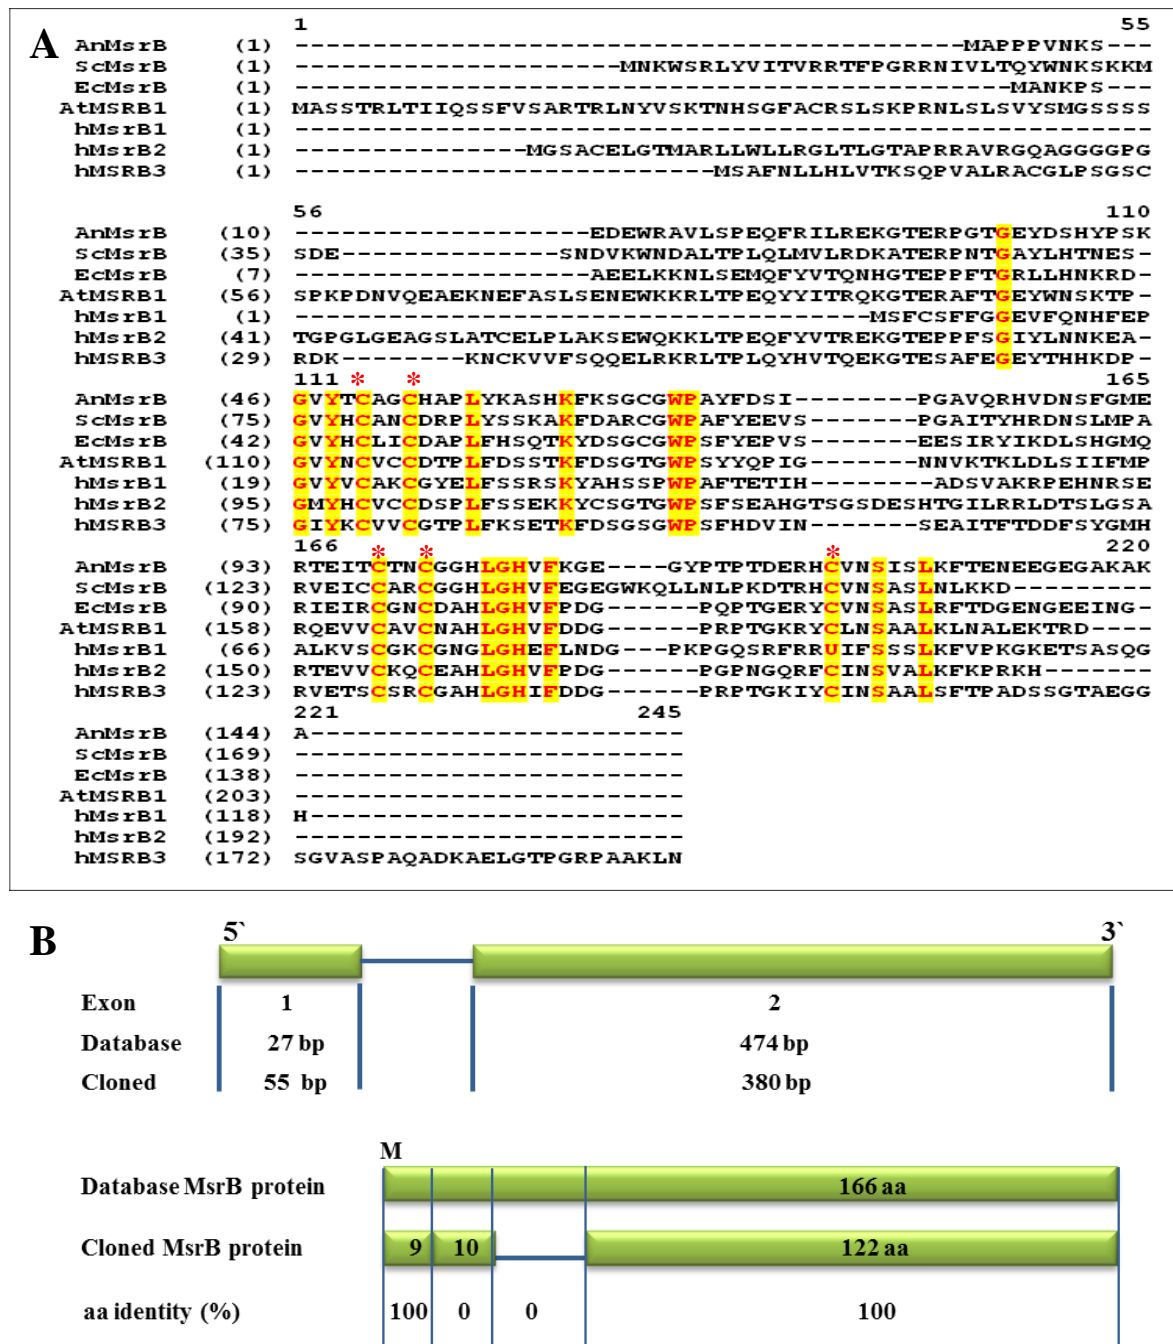 A
1 55
AnMsrB (1) -------------------------------------------MAPPPVNKS---
ScMsrB (1) ---------------------MNKWSRLYVITVRRTFPGRRNIVLTQYWNKSKKM
EcMsrB (1) ----------------------------------------------MANKPS---
AtMSRB1 (1) MASSTRLTIIQSSFVSARTRLNYVSKTNHSGFACRSLSKPRNLSLSVYSMGSSSS
hMsrB1 (1) -------------------------------------------------------
hMsrB2 (1) ---------------MGSACELGTMARLLWLLRGLTLGTAPRRAVRGQAGGGGPG
hMSRB3 (1) ---------------------------MSAFNLLHLVTKSQPVALRACGLPSGSC
56 110
AnMsrB (10) -------------------EDEWRAVLSPEQFRILREKGTERPGTGEYDSHYPSK
ScMsrB (35) SDE--------------SNDVKWNDALTPLQLMVLRDKATERPNTGAYLHTNES-
EcMsrB (7) -------------------AEELKKNLSEMQFYVTQNHGTEPPFTGRLLHNKRD-
AtMSRB1 (56) SPKPDNVQEAEKNEFASLSENEWKKRLTPEQYYITRQKGTERAFTGEYWNSKTP-
hMsrB1 (1) -------------------------------------MSFCSFFGGEVFQNHFEP
hMsrB2 (41) TGPGLGEAGSLATCELPLAKSEWQKKLTPEQFYVTREKGTEPPFSGIYLNNKEA-
hMSRB3 (29) RDK--------KNCKVVFSQQELRKRLTPLQYHVTQEKGTESAFEGEYTHHKDP-
111 * * 165
AnMsrB (46) GVYTCAGCHAPLYKASHKFKSGCGWPAYFDSI--------PGAVQRHVDNSFGME
ScMsrB (75) GVYHCANCDRPLYSSKAKFDARCGWPAFYEEVS-------PGAITYHRDNSLMPA
EcMsrB (42) GVYHCLICDAPLFHSQTKYDSGCGWPSFYEPVS-------EESIRYIKDLSHGMQ
AtMSRB1 (110) GVYNCVCCDTPLFDSSTKFDSGTGWPSYYQPIG-------NNVKTKLDLSIIFMP
hMsrB1 (19) GVYVCAKCGYELFSSRSKYAHSSPWPAFTETIH--------ADSVAKRPEHNRSE
hMsrB2 (95) GMYHCVCCDSPLFSSEKKYCSGTGWPSFSEAHGTSGSDESHTGILRRLDTSLGSA
hMSRB3 (75) GIYKCVVCGTPLFKSETKFDSGSGWPSFHDVIN-------SEAITFTDDFSYGMH
166 * * * 220
AnMsrB (93) RTEITCTNCGGHLGHVFKGE----GYPTPTDERHCVNSISLKFTENEEGEGAKAK
ScMsrB (123) RVEICCARCGGHLGHVFEGEGWKQLLNLPKDTRHCVNSASLNLKKD---------
EcMsrB (90) RIEIRCGNCDAHLGHVFPDG------PQPTGERYCVNSASLRFTDGENGEEING-
AtMSRB1 (158) RQEVVCAVCNAHLGHVFDDG------PRPTGKRYCLNSAALKLNALEKTRD----
hMsrB1 (66) ALKVSCGKCGNGLGHEFLNDG---PKPGQSRFRRUIFSSSLKFVPKGKETSASQG
hMsrB2 (150) RTEVVCKQCEAHLGHVFDDG------PGPNGQRFCINSVALKFKPRKH-------
hMSRB3 (123) RVETSCSRCGAHLGHIFDDG------PRPTGKIYCINSAALSFTPADSSGTAEGG
221 245
AnMsrB (144) A------------------------
ScMsrB (169) -------------------------
EcMsrB (138) -------------------------
AtMSRB1 (203) -------------------------
hMsrB1 (118) H------------------------
hMsrB2 (192) -------------------------
hMSRB3 (172) SGVASPAQADKAELGTPGRPAAKLN
B
5` 3`
Exon 1 2
Database 27 bp 474 bp
Cloned 55 bp 380 bp
M
Database MsrB protein 166 aa
Cloned MsrB protein 9 10 122 aa
aa identity (%) 100 0 0 100